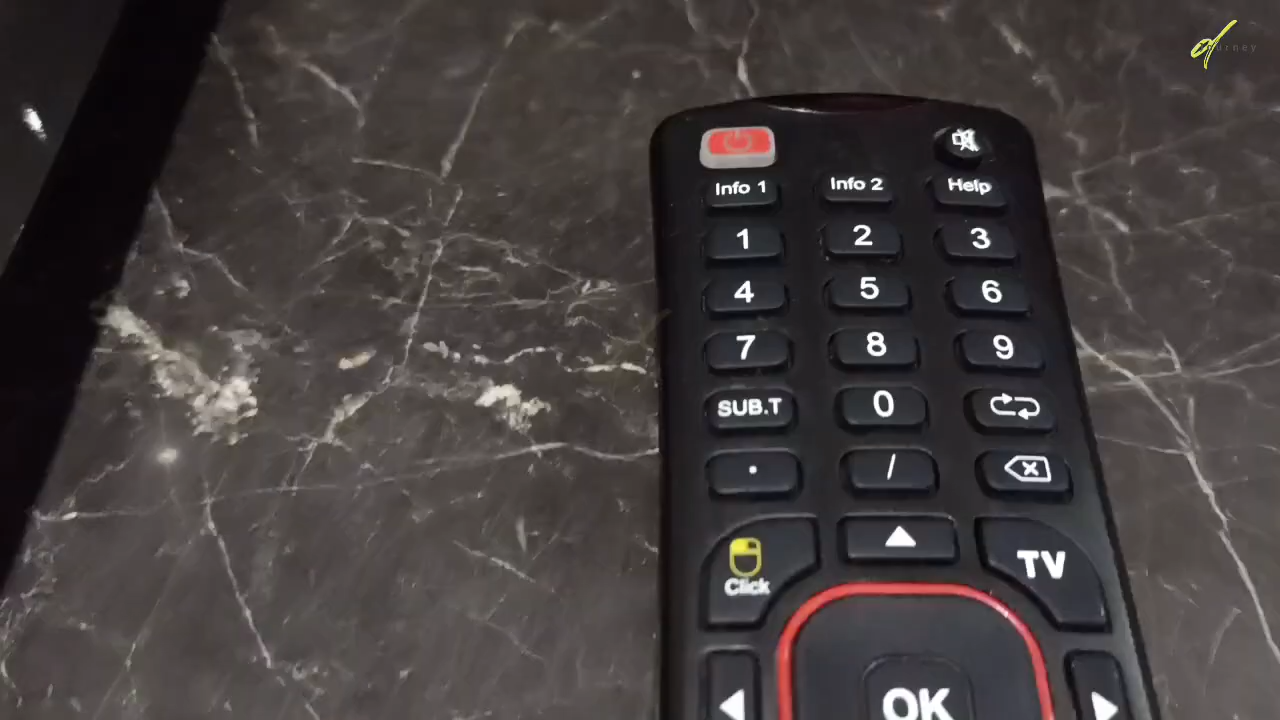 Info 1 Info 2 Help
1 2 3
4 5 6
7 8 9
SUB.T 0
. /
Click TV
OK